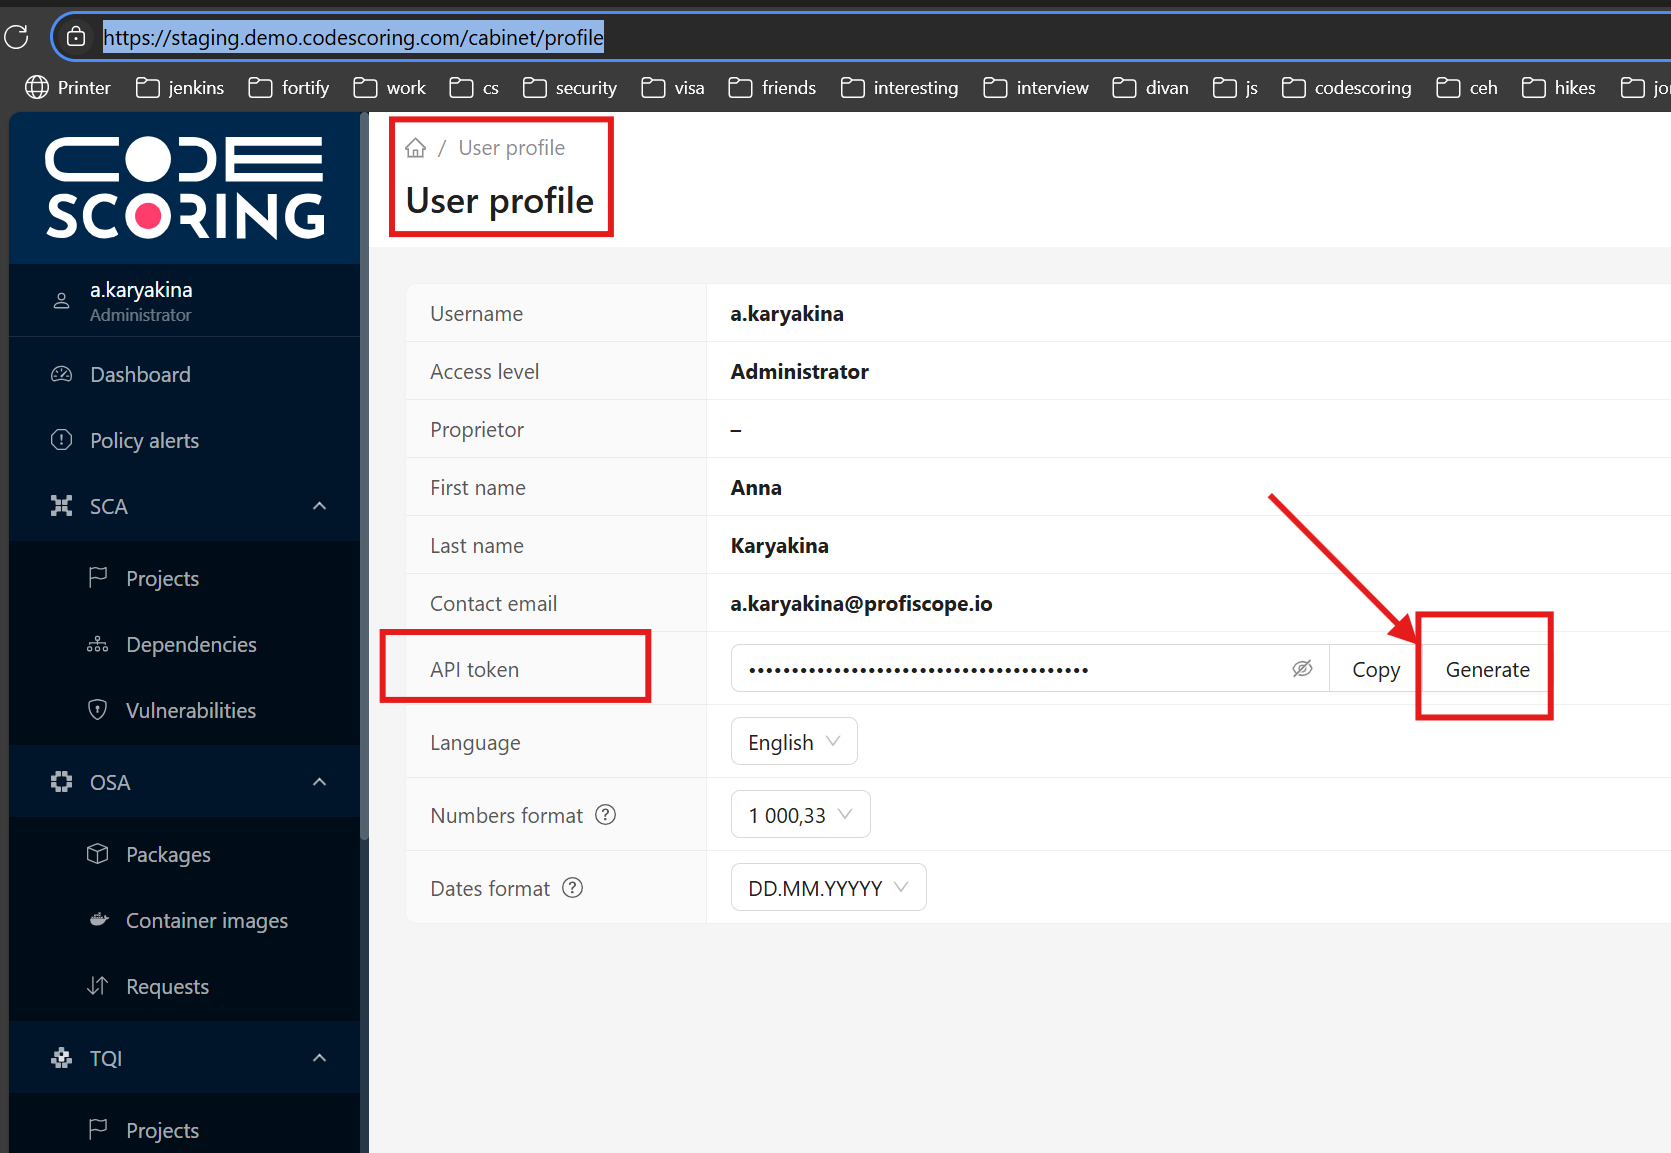 https://staging.demo.codescoring.com/cabinet/profile
Printer jenkins fortify work cs security visa friends interesting interview divan js codescoring ceh hikes
CODE
SCORING
a.karyakina
Administrator
Dashboard
Policy alerts
SCA
Projects
Dependencies
Vulnerabilities
OSA
Packages
Container images
Requests
TQI
Projects
/ User profile
User profile
Username a.karyakina
Access level Administrator
Proprietor –
First name Anna
Last name Karyakina
Contact email a.karyakina@profiscope.io
API token •••••••••••••••••••••••••••••••••••••••• Copy Generate
Language English
Numbers format ? 1 000,33
Dates format ? DD.MM.YYYYY